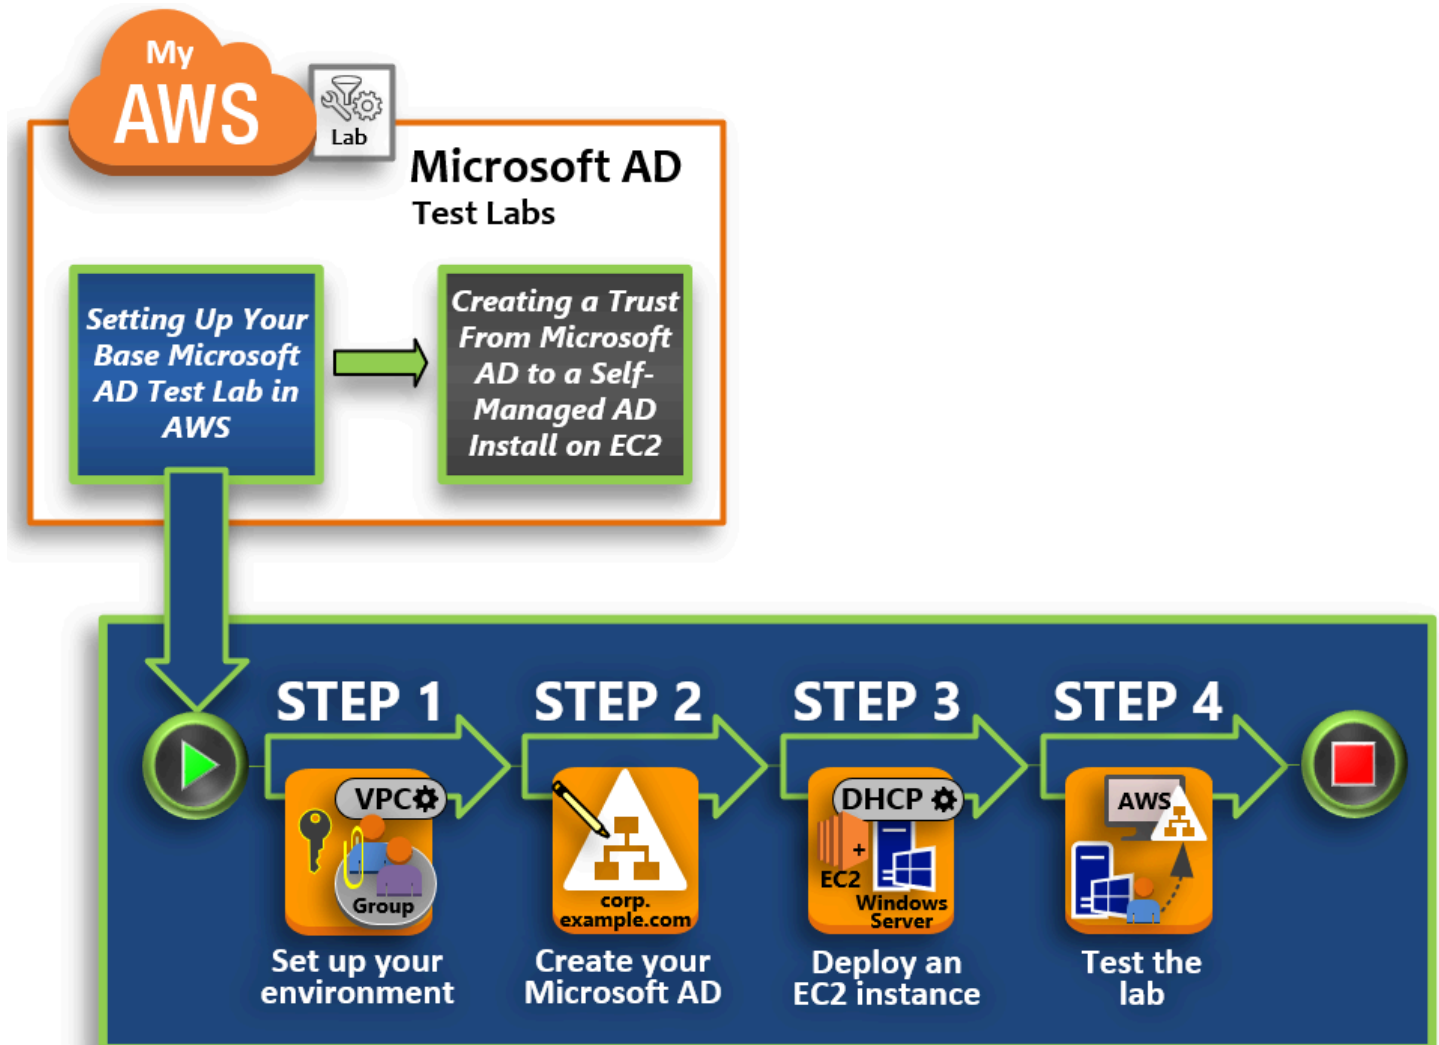 My
AWS
Lab
Microsoft AD
Test Labs
Setting Up Your
Base Microsoft
AD Test Lab in
AWS
Creating a Trust
From Microsoft
AD to a Self-
Managed AD
Install on EC2
STEP 1
VPC
Group
Set up your
environment
STEP 2
corp.
example.com
Create your
Microsoft AD
STEP 3
DHCP
+
EC2
Windows
Server
Deploy an
EC2 instance
STEP 4
AWS
Test the
lab